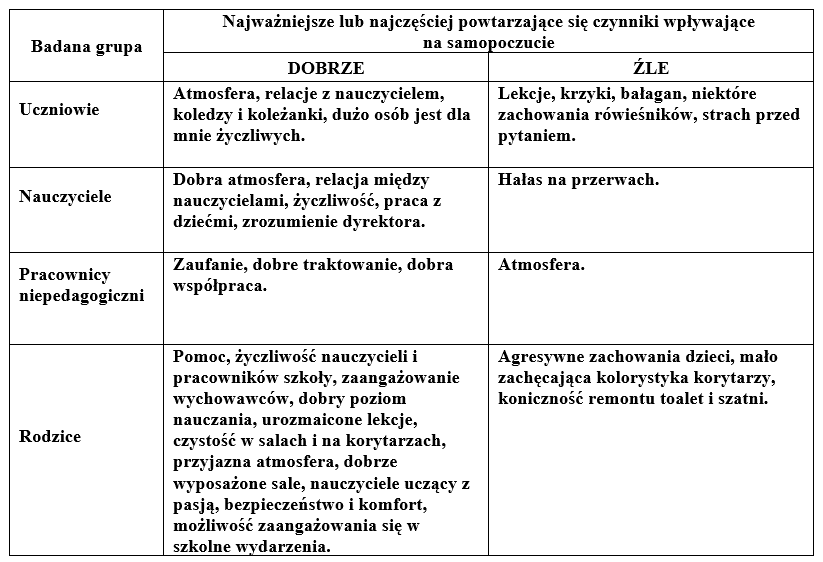 Badana grupa
Najważniejsze lub najczęściej powtarzające się czynniki wpływające
na samopoczucie
DOBRZE
ŹLE
Uczniowie
Atmosfera, relacje z nauczycielem,
koledzy i koleżanki, dużo osób jest dla
mnie życzliwych.
Lekcje, krzyki, bałagan, niektóre
zachowania rówieśników, strach przed
pytaniem.
Nauczyciele
Dobra atmosfera, relacja między
nauczycielami, życzliwość, praca z
dziećmi, zrozumienie dyrektora.
Hałas na przerwach.
Pracownicy
niepedagogiczni
Zaufanie, dobre traktowanie, dobra
współpraca.
Atmosfera.
Rodzice
Pomoc, życzliwość nauczycieli i
pracowników szkoły, zaangażowanie
wychowawców, dobry poziom
nauczania, urozmaicone lekcje,
czystość w salach i na korytarzach,
przyjazna atmosfera, dobrze
wyposażone sale, nauczyciele uczący z
pasją, bezpieczeństwo i komfort,
możliwość zaangażowania się w
szkolne wydarzenia.
Agresywne zachowania dzieci, mało
zachęcająca kolorystyka korytarzy,
koniczność remontu toalet i szatni.